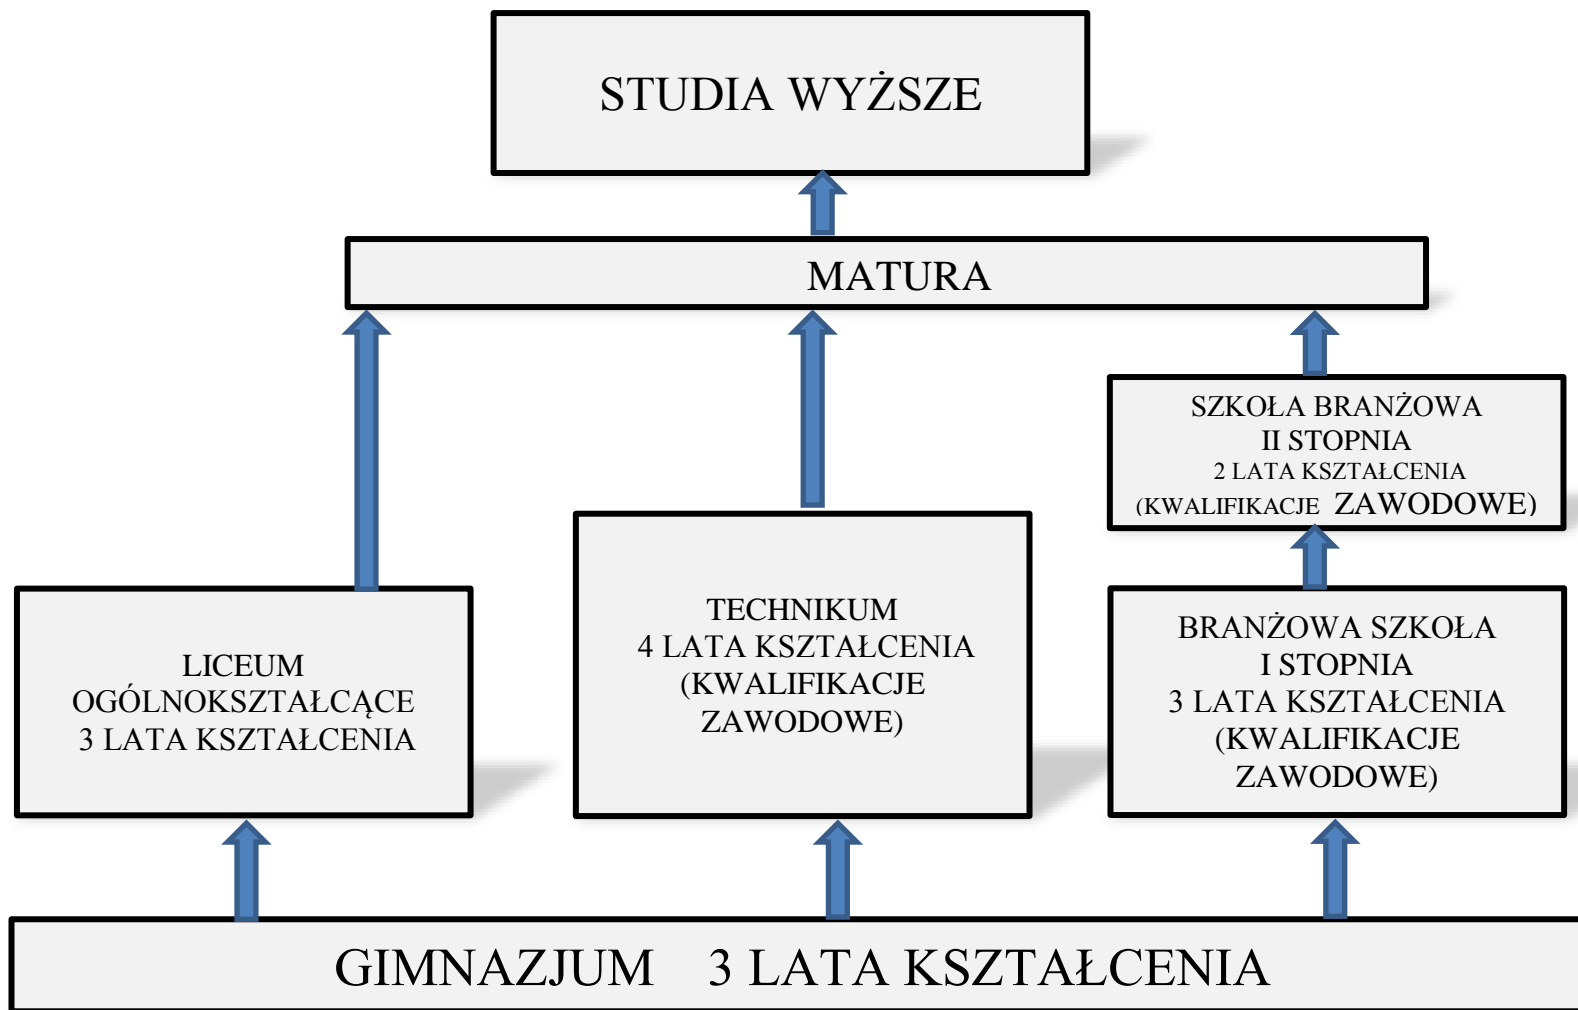 STUDIA WYŻSZE
MATURA
SZKOŁA BRANŻOWA
II STOPNIA
2 LATA KSZTAŁCENIA
(KWALIFIKACJE ZAWODOWE)
LICEUM
OGÓLNOKSZTAŁCĄCE
3 LATA KSZTAŁCENIA
TECHNIKUM
4 LATA KSZTAŁCENIA
(KWALIFIKACJE
ZAWODOWE)
BRANŻOWA SZKOŁA
I STOPNIA
3 LATA KSZTAŁCENIA
(KWALIFIKACJE
ZAWODOWE)
GIMNAZJUM 3 LATA KSZTAŁCENIA